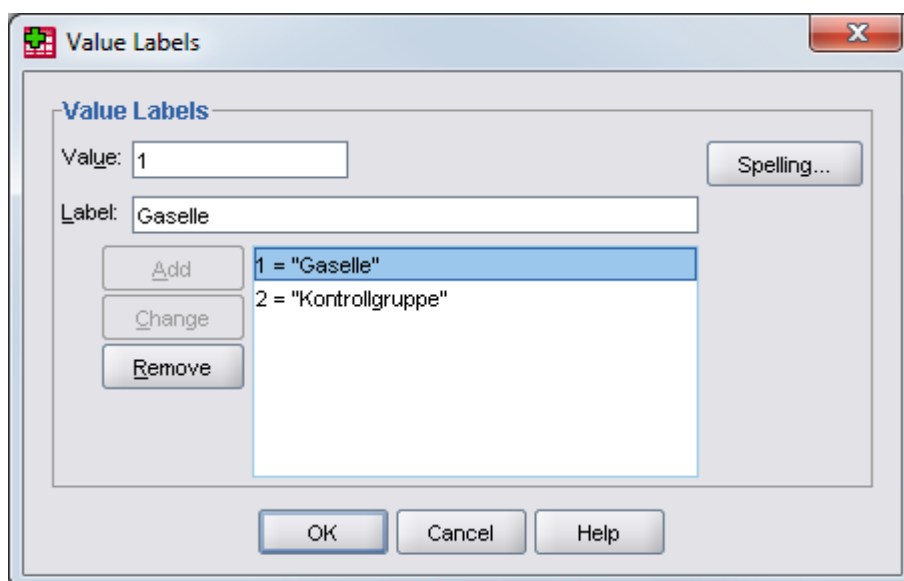 Value Labels
Value Labels
Value: 1
Spelling...
Label: Gaselle
Add
1 = "Gaselle"
Change
2 = "Kontrollgruppe"
Remove
OK
Cancel
Help